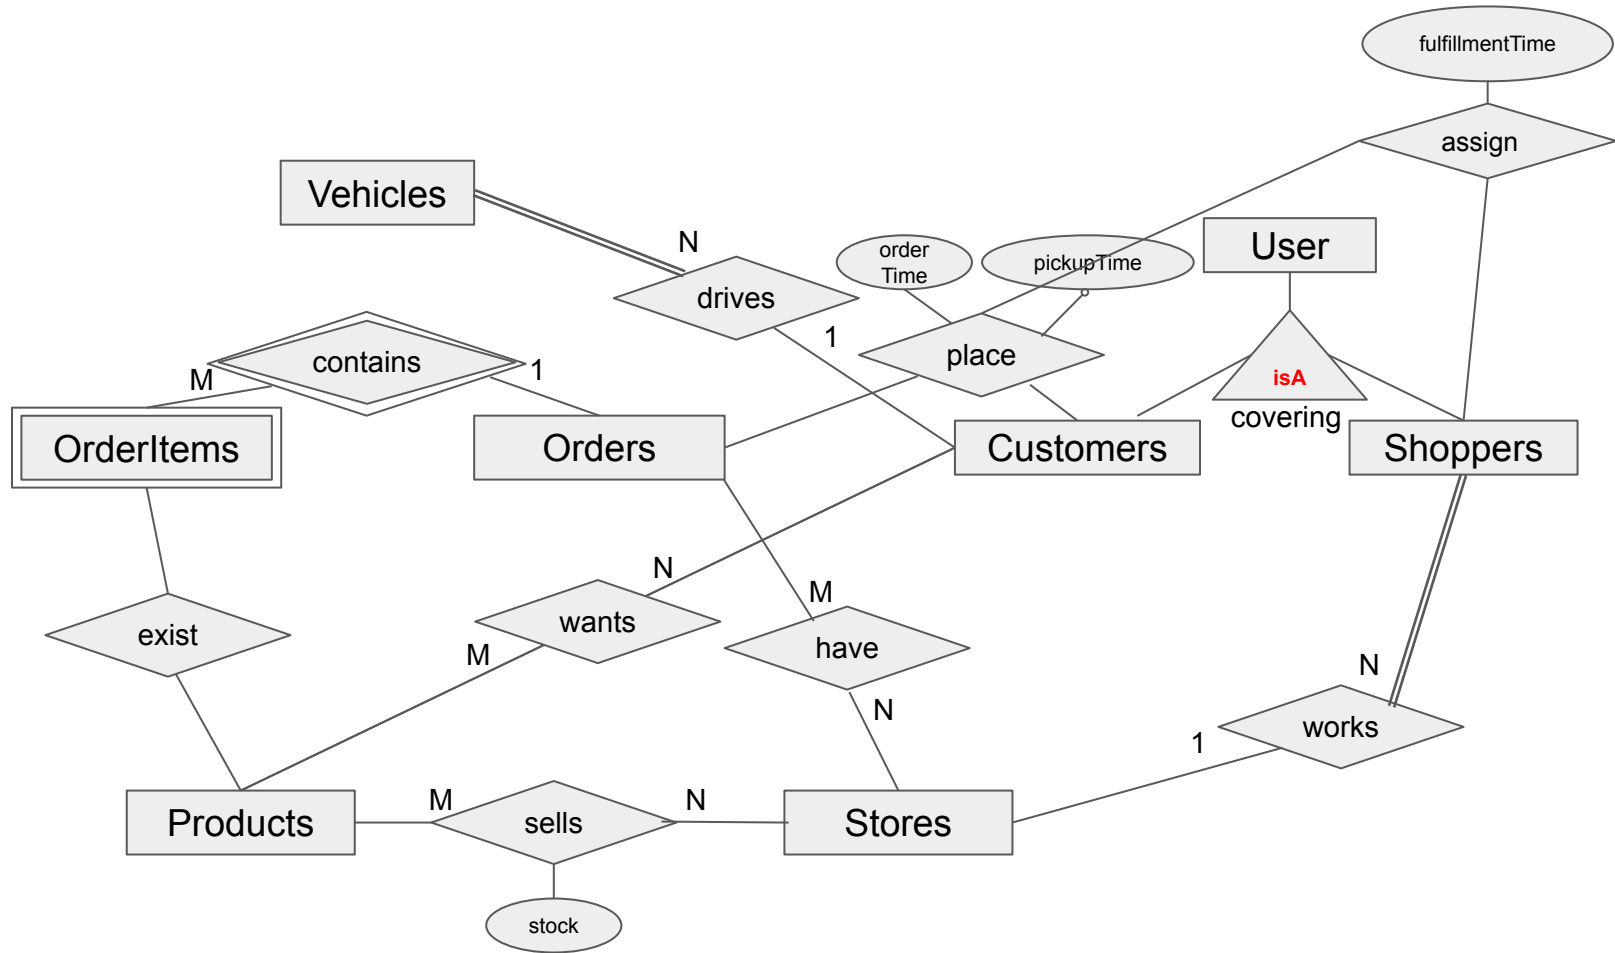 fulfillmentTime
assign
Vehicles
User
N
order
Time
pickupTime
drives
1
place
contains
M
1
isA
covering
OrderItems
Orders
Customers
Shoppers
N
M
exist
wants
have
M
N
N
works
1
Products
M
sells
N
Stores
stock